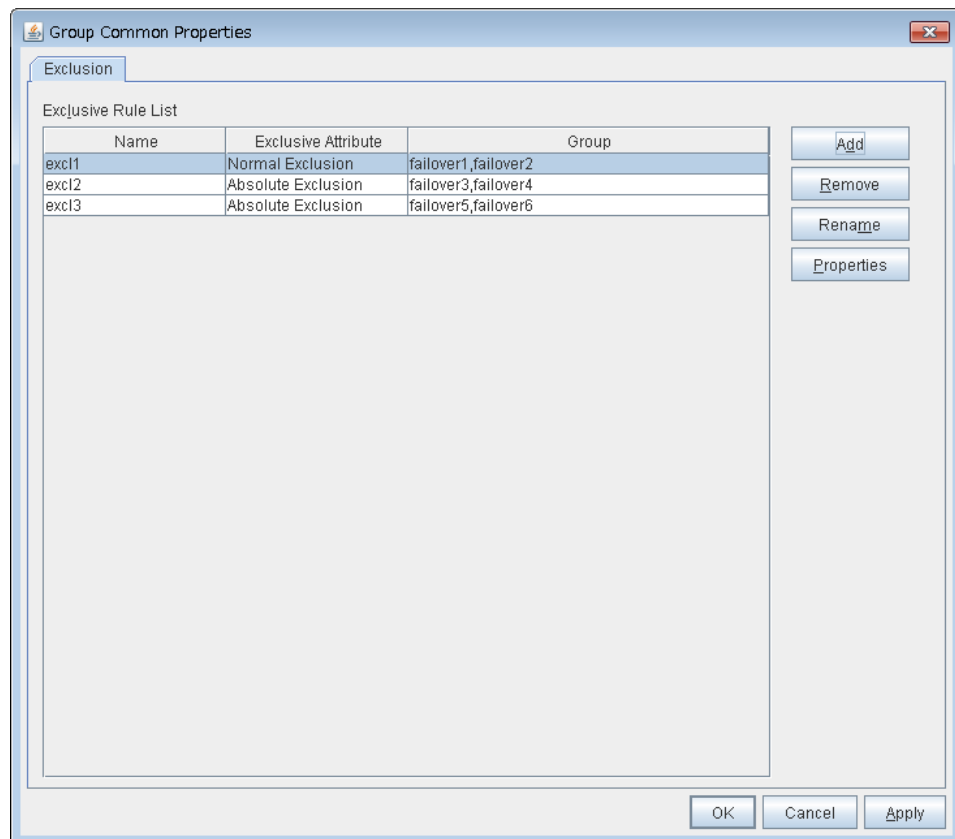 Group Common Properties
Exclusion
Exclusive Rule List
Name Exclusive Attribute Group
excl1 Normal Exclusion failover1,failover2
excl2 Absolute Exclusion failover3,failover4
excl3 Absolute Exclusion failover5,failover6
Add
Remove
Rename
Properties
OK Cancel Apply